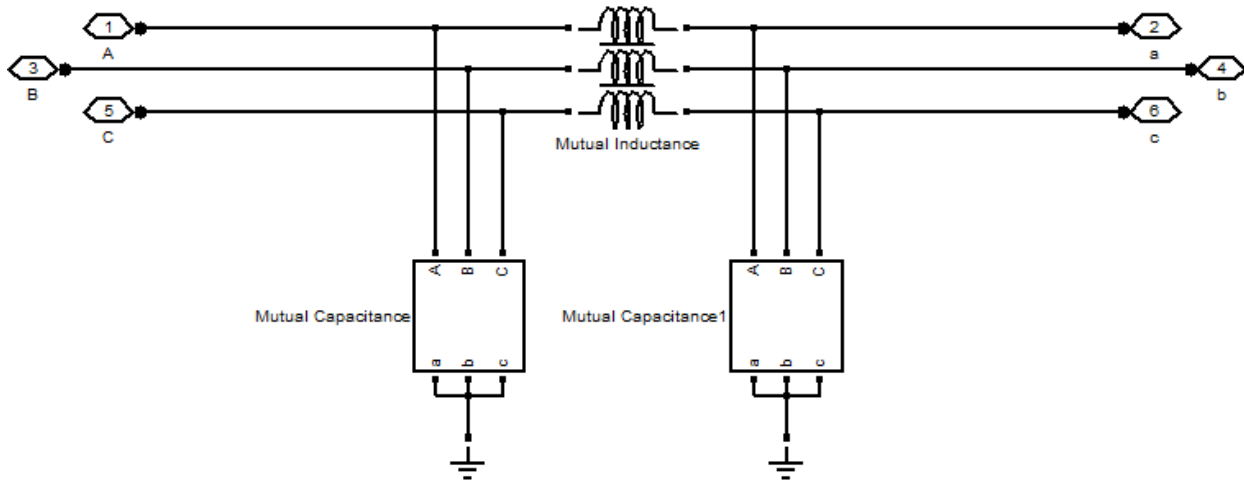 1
2
A
a
3
4
B
b
5
6
C
c
Mutual Inductance
A B C
A B C
Mutual Capacitance
Mutual Capacitance1
a b c
a b c